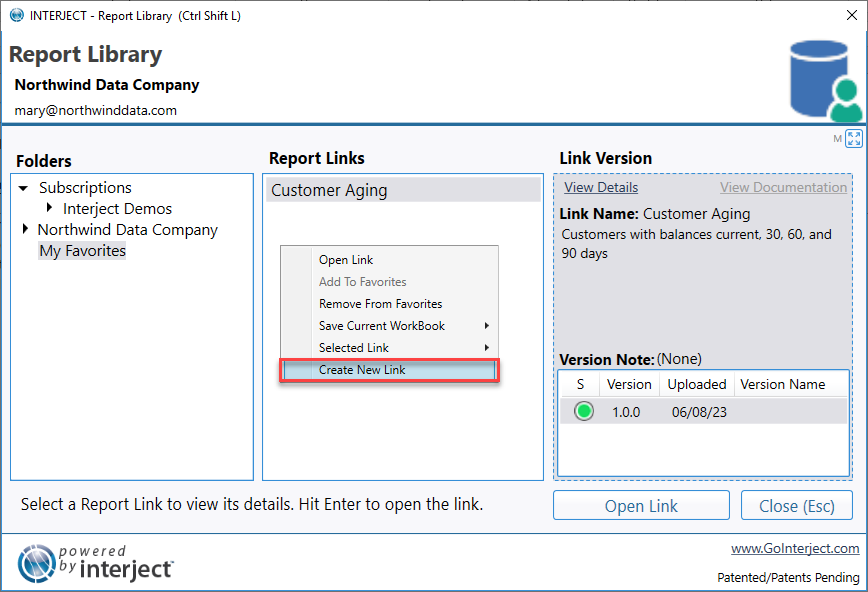 INTERJECT - Report Library (Ctrl Shift L)
Report Library
Northwind Data Company
mary@northwinddata.com
M
Folders
Subscriptions
Interject Demos
Northwind Data Company
My Favorites
Report Links
Customer Aging
Open Link
Add To Favorites
Remove From Favorites
Save Current WorkBook
Selected Link
Create New Link
Link Version
View Details View Documentation
Link Name: Customer Aging
Customers with balances current, 30, 60, and
90 days
Version Note: (None)
S Version Uploaded Version Name
1.0.0 06/08/23
Select a Report Link to view its details. Hit Enter to open the link.
Open Link Close (Esc)
powered
by interject™
www.GoInterject.com
Patented/Patents Pending